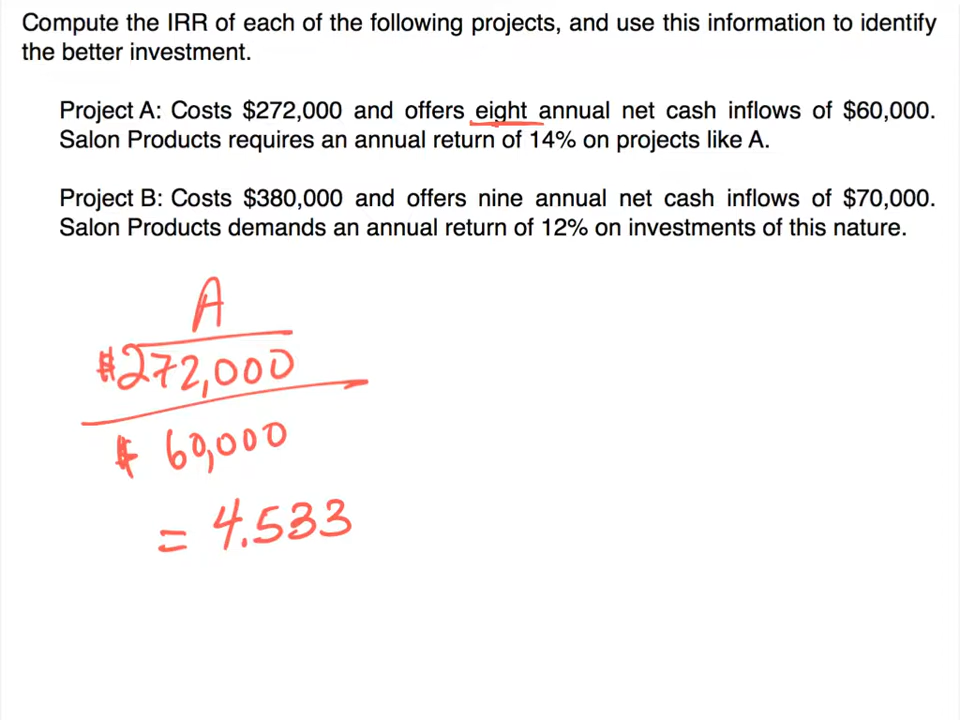 Compute the IRR of each of the following projects, and use this information to identify
the better investment.
Project A: Costs $272,000 and offers eight annual net cash inflows of $60,000.
Salon Products requires an annual return of 14% on projects like A.
Project B: Costs $380,000 and offers nine annual net cash inflows of $70,000.
Salon Products demands an annual return of 12% on investments of this nature.
A
$272,000
$ 60,000
= 4.533